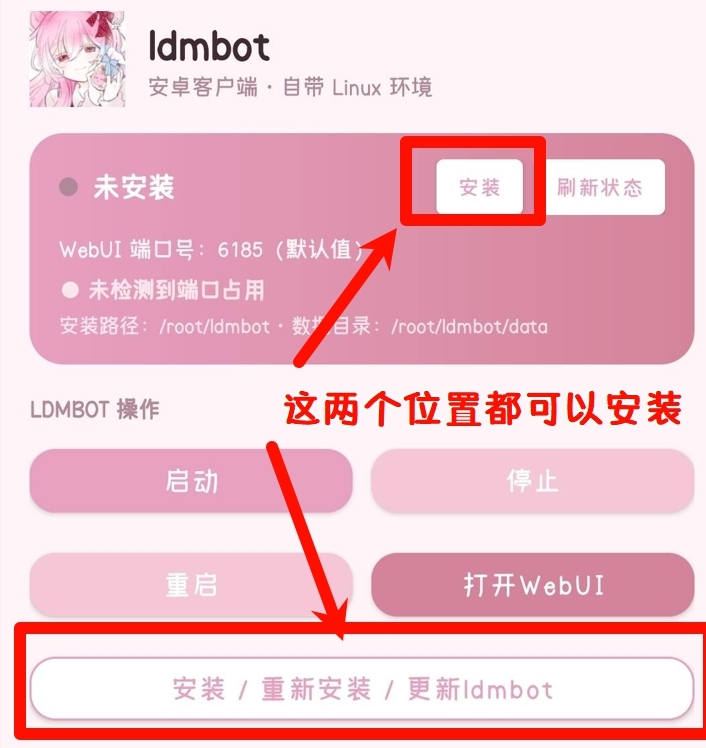 ldmbot
安卓客户端 · 自带 Linux 环境
未安装
安装
刷新状态
WebUI 端口号：6185（默认值）
未检测到端口占用
安装路径：/root/ldmbot · 数据目录：/root/ldmbot/data
这两个位置都可以安装
LDMBOT 操作
启动
停止
重启
打开WebUI
安装 / 重新安装 / 更新ldmbot